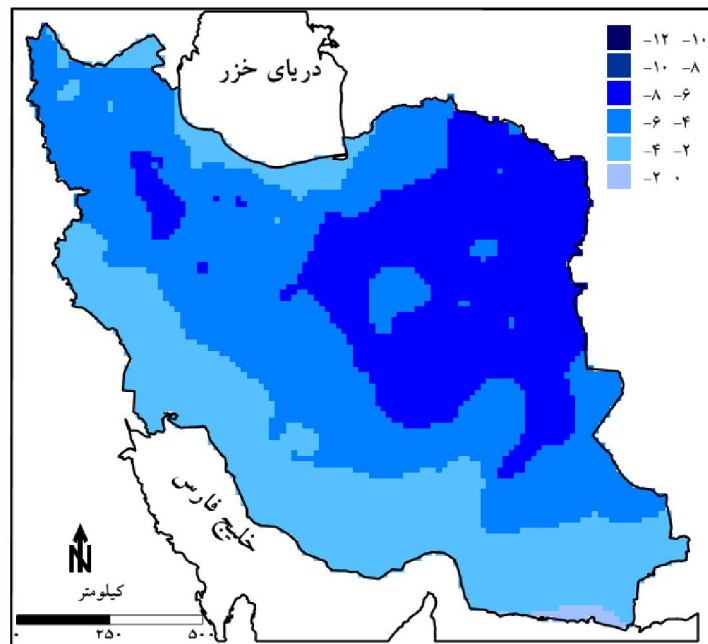 دریای خزر
-۱۲ -۱۰
-۱۰ -۸
-۸ -۶
-۶ -۴
-۴ -۲
-۲ ۰
خلیج فارس
N
کیلومتر
۰ ۲۵۰ ۵۰۰